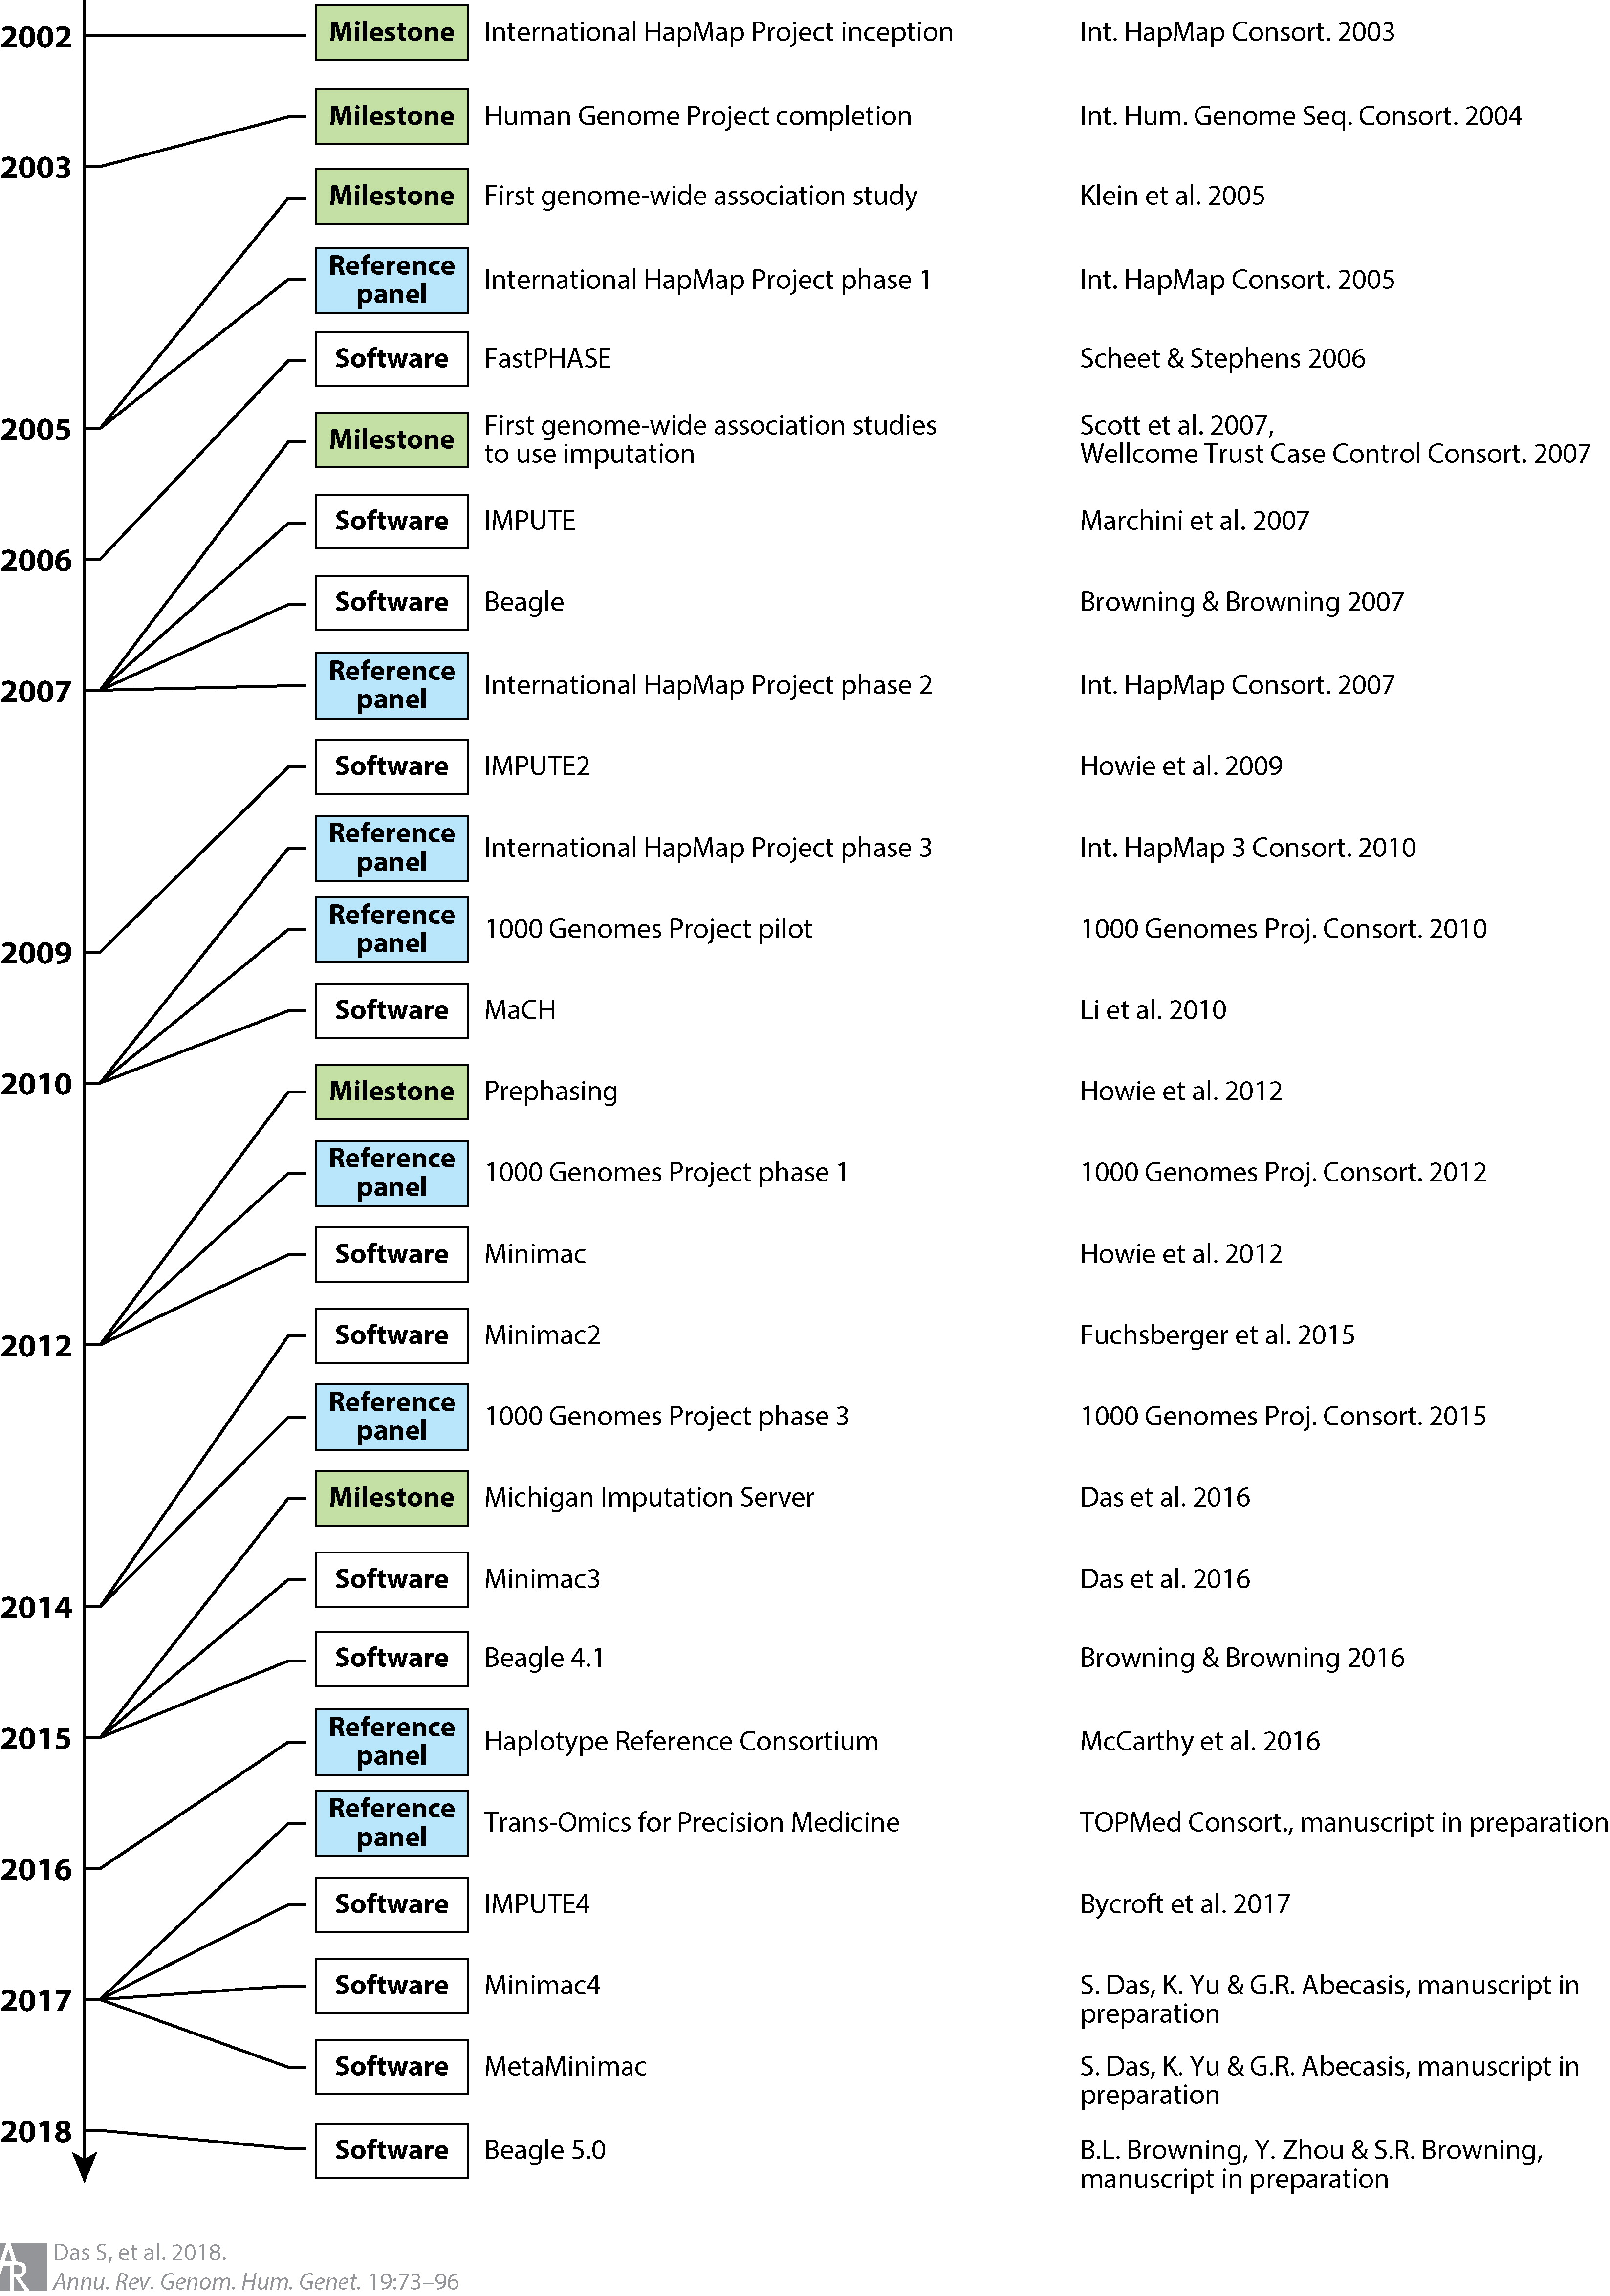 2002 Milestone International HapMap Project inception Int. HapMap Consort. 2003
Milestone Human Genome Project completion Int. Hum. Genome Seq. Consort. 2004
2003
Milestone First genome-wide association study Klein et al. 2005
Reference
panel
International HapMap Project phase 1 Int. HapMap Consort. 2005
Software FastPHASE Scheet & Stephens 2006
2005
Milestone
First genome-wide association studies
to use imputation
Scott et al. 2007,
Wellcome Trust Case Control Consort. 2007
Software IMPUTE Marchini et al. 2007
2006
Software Beagle Browning & Browning 2007
2007
Reference
panel
International HapMap Project phase 2 Int. HapMap Consort. 2007
Software IMPUTE2 Howie et al. 2009
Reference
panel
International HapMap Project phase 3 Int. HapMap 3 Consort. 2010
Reference
panel
1000 Genomes Project pilot 1000 Genomes Proj. Consort. 2010
2009
Software MaCH Li et al. 2010
2010
Milestone Prephasing Howie et al. 2012
Reference
panel
1000 Genomes Project phase 1 1000 Genomes Proj. Consort. 2012
Software Minimac Howie et al. 2012
2012
Software Minimac2 Fuchsberger et al. 2015
Reference
panel
1000 Genomes Project phase 3 1000 Genomes Proj. Consort. 2015
Milestone Michigan Imputation Server Das et al. 2016
Software Minimac3 Das et al. 2016
2014
Software Beagle 4.1 Browning & Browning 2016
2015
Reference
panel
Haplotype Reference Consortium McCarthy et al. 2016
Reference
panel
Trans-Omics for Precision Medicine TOPMed Consort., manuscript in preparation
2016
Software IMPUTE4 Bycroft et al. 2017
2017
Software Minimac4
S. Das, K. Yu & G.R. Abecasis, manuscript in
preparation
Software MetaMinimac
S. Das, K. Yu & G.R. Abecasis, manuscript in
preparation
2018
Software Beagle 5.0
B.L. Browning, Y. Zhou & S.R. Browning,
manuscript in preparation
AR
Das S, et al. 2018.
Annu. Rev. Genom. Hum. Genet. 19:73–96